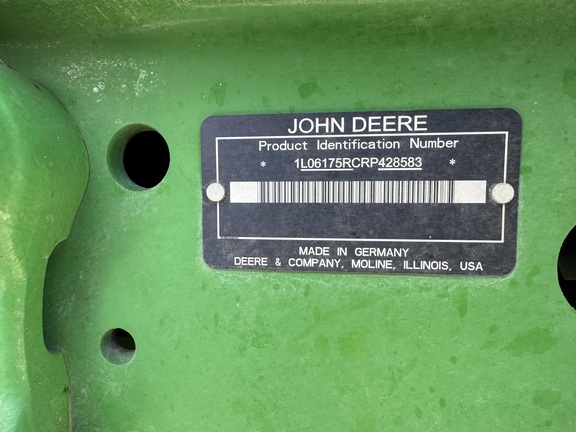 JOHN DEERE
Product Identification Number
* 1L06175RCRP428583 *
MADE IN GERMANY
DEERE & COMPANY, MOLINE, ILLINOIS, USA